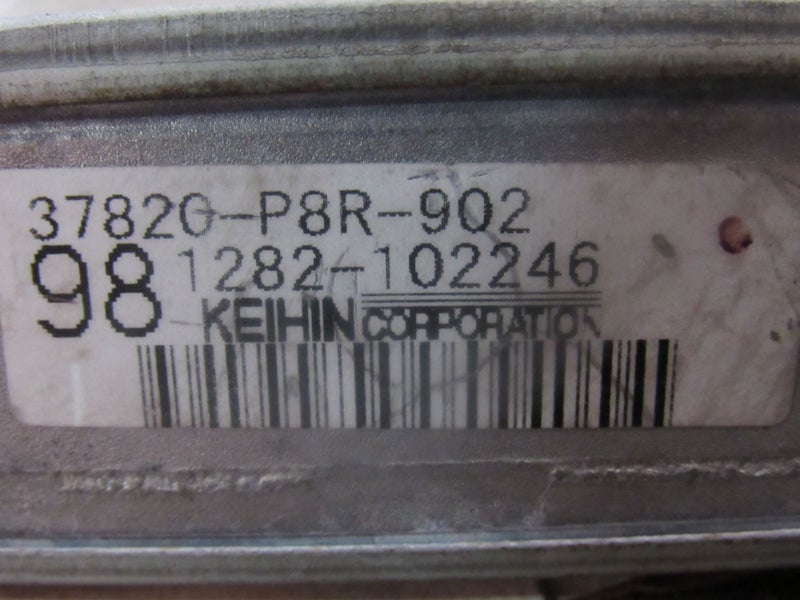 37820-P8R-902
98 1282-102246
KEIHIN CORPORATION